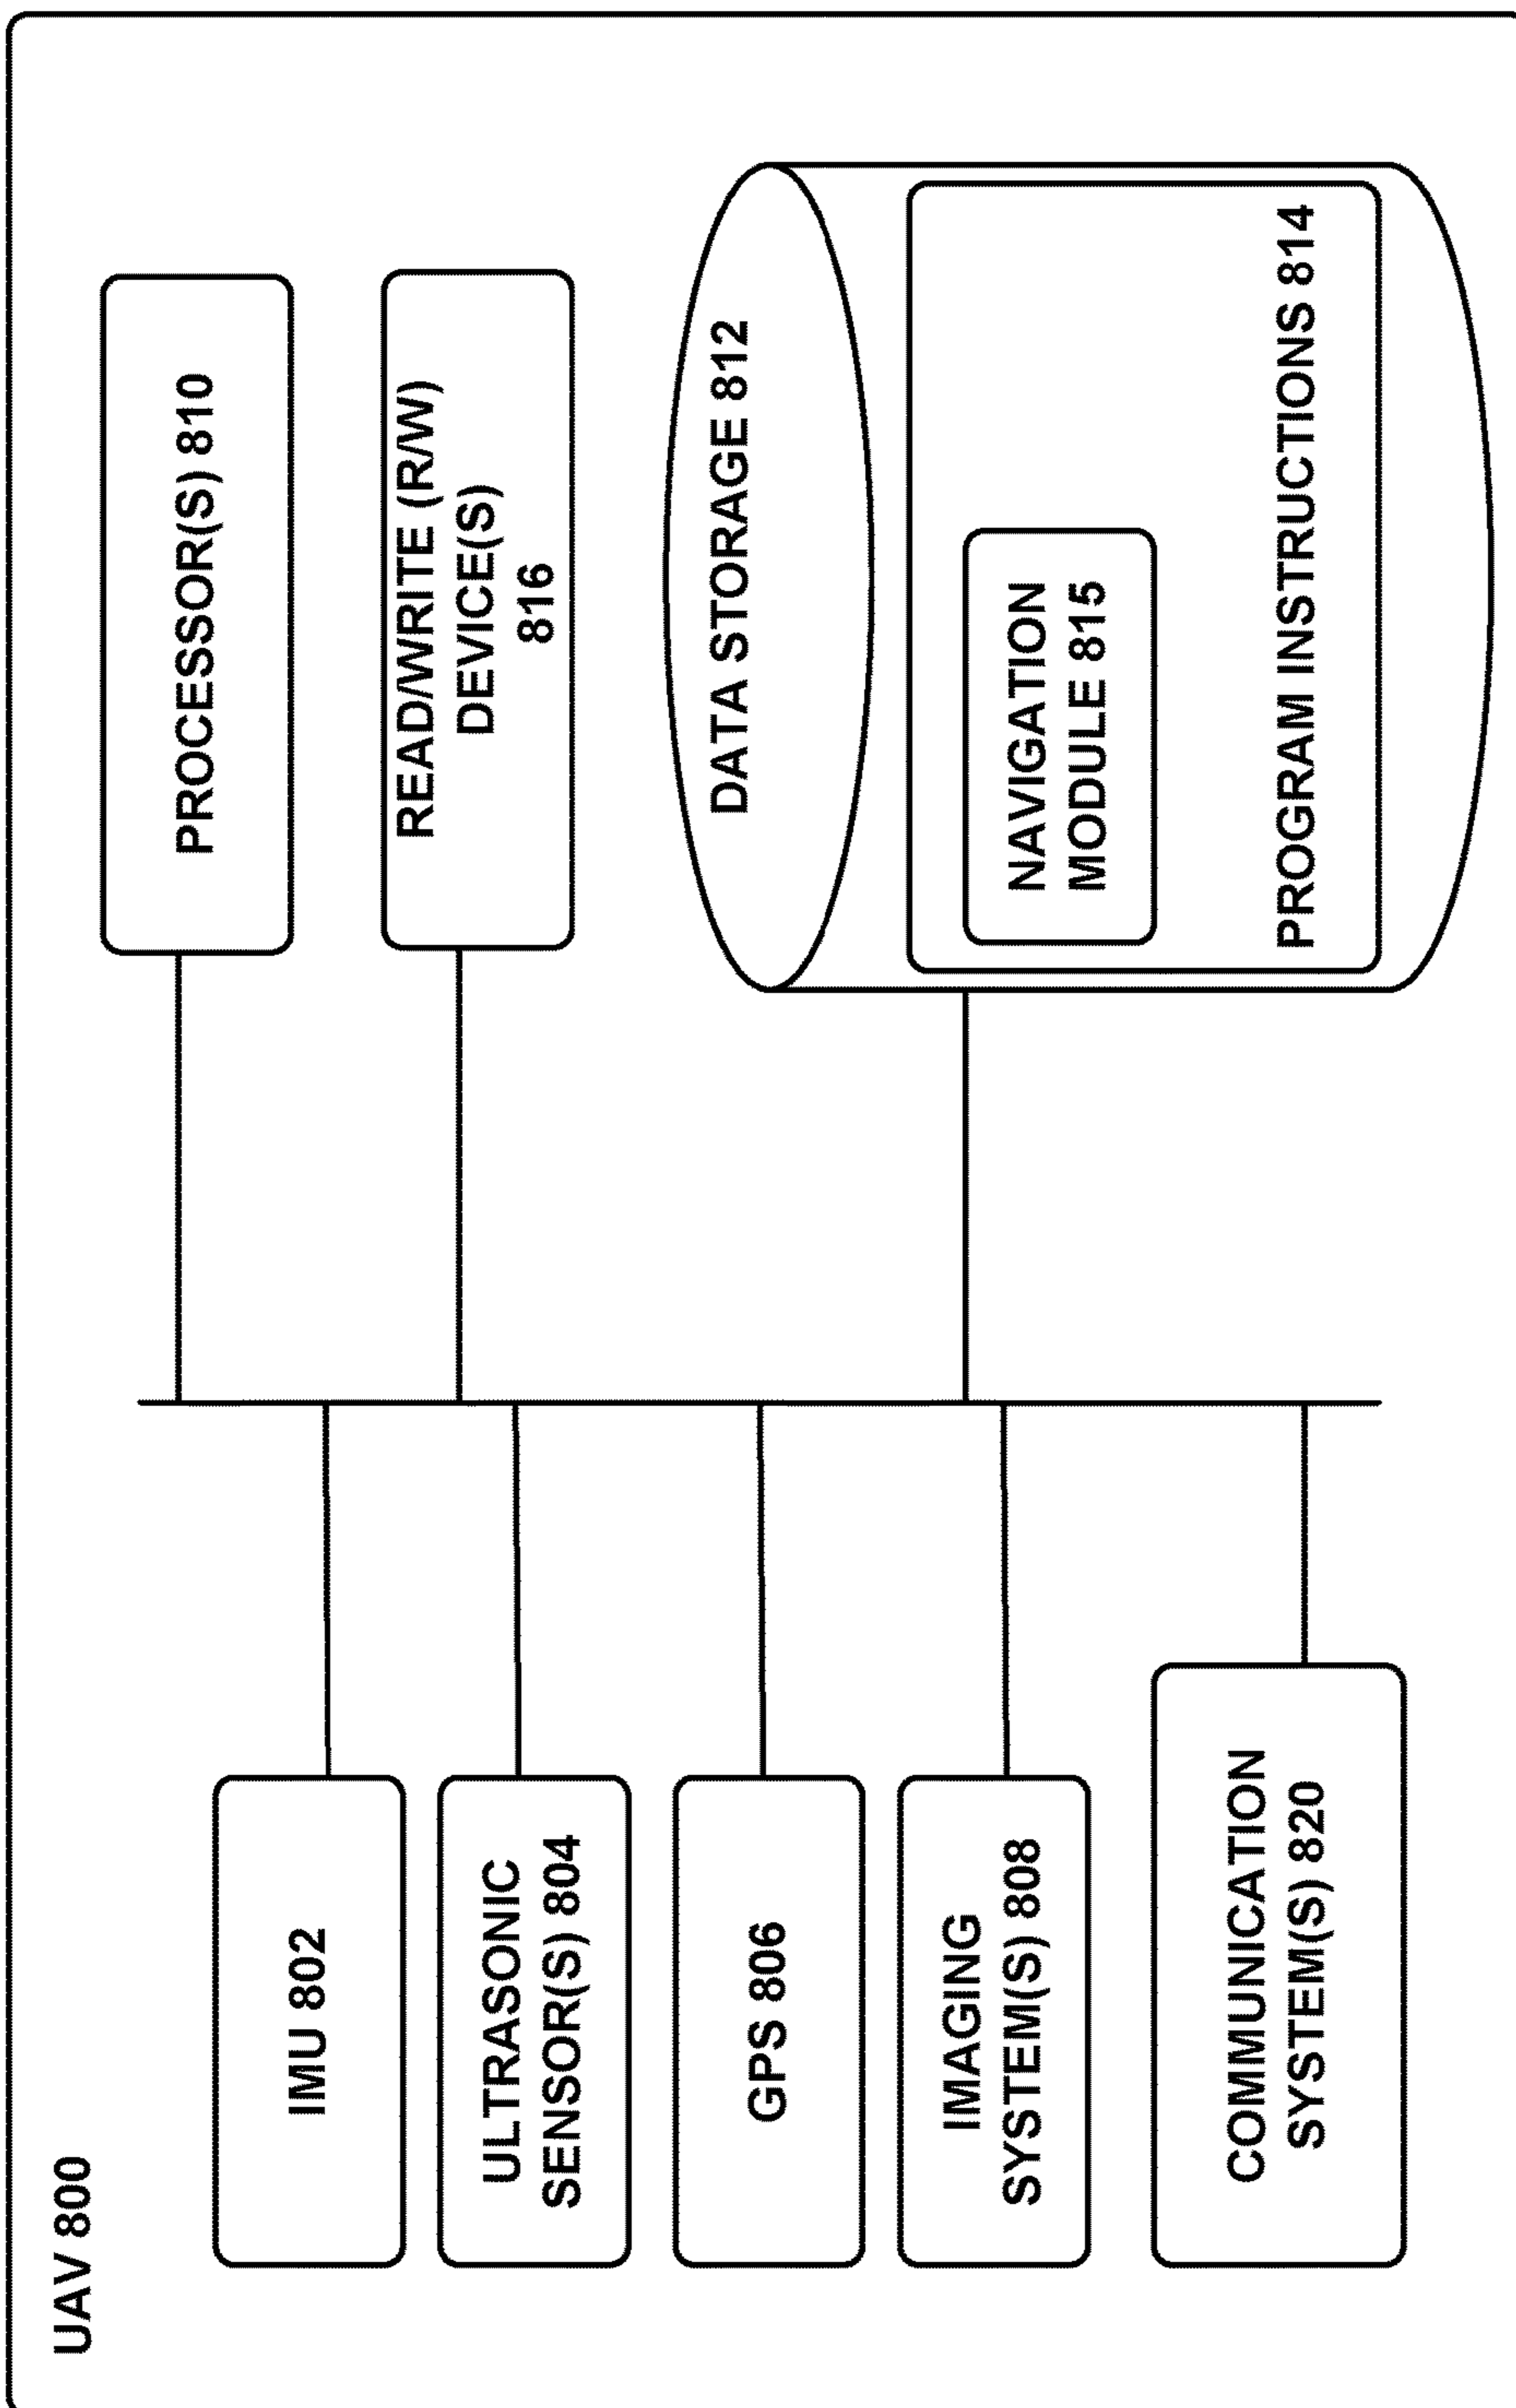 UAV 800
IMU 802
ULTRASONIC
SENSOR(S) 804
GPS 806
IMAGING
SYSTEM(S) 808
COMMUNICATION
SYSTEM(S) 820
PROCESSOR(S) 810
READ/WRITE (R/W)
DEVICE(S)
816
DATA STORAGE 812
NAVIGATION
MODULE 815
PROGRAM INSTRUCTIONS 814